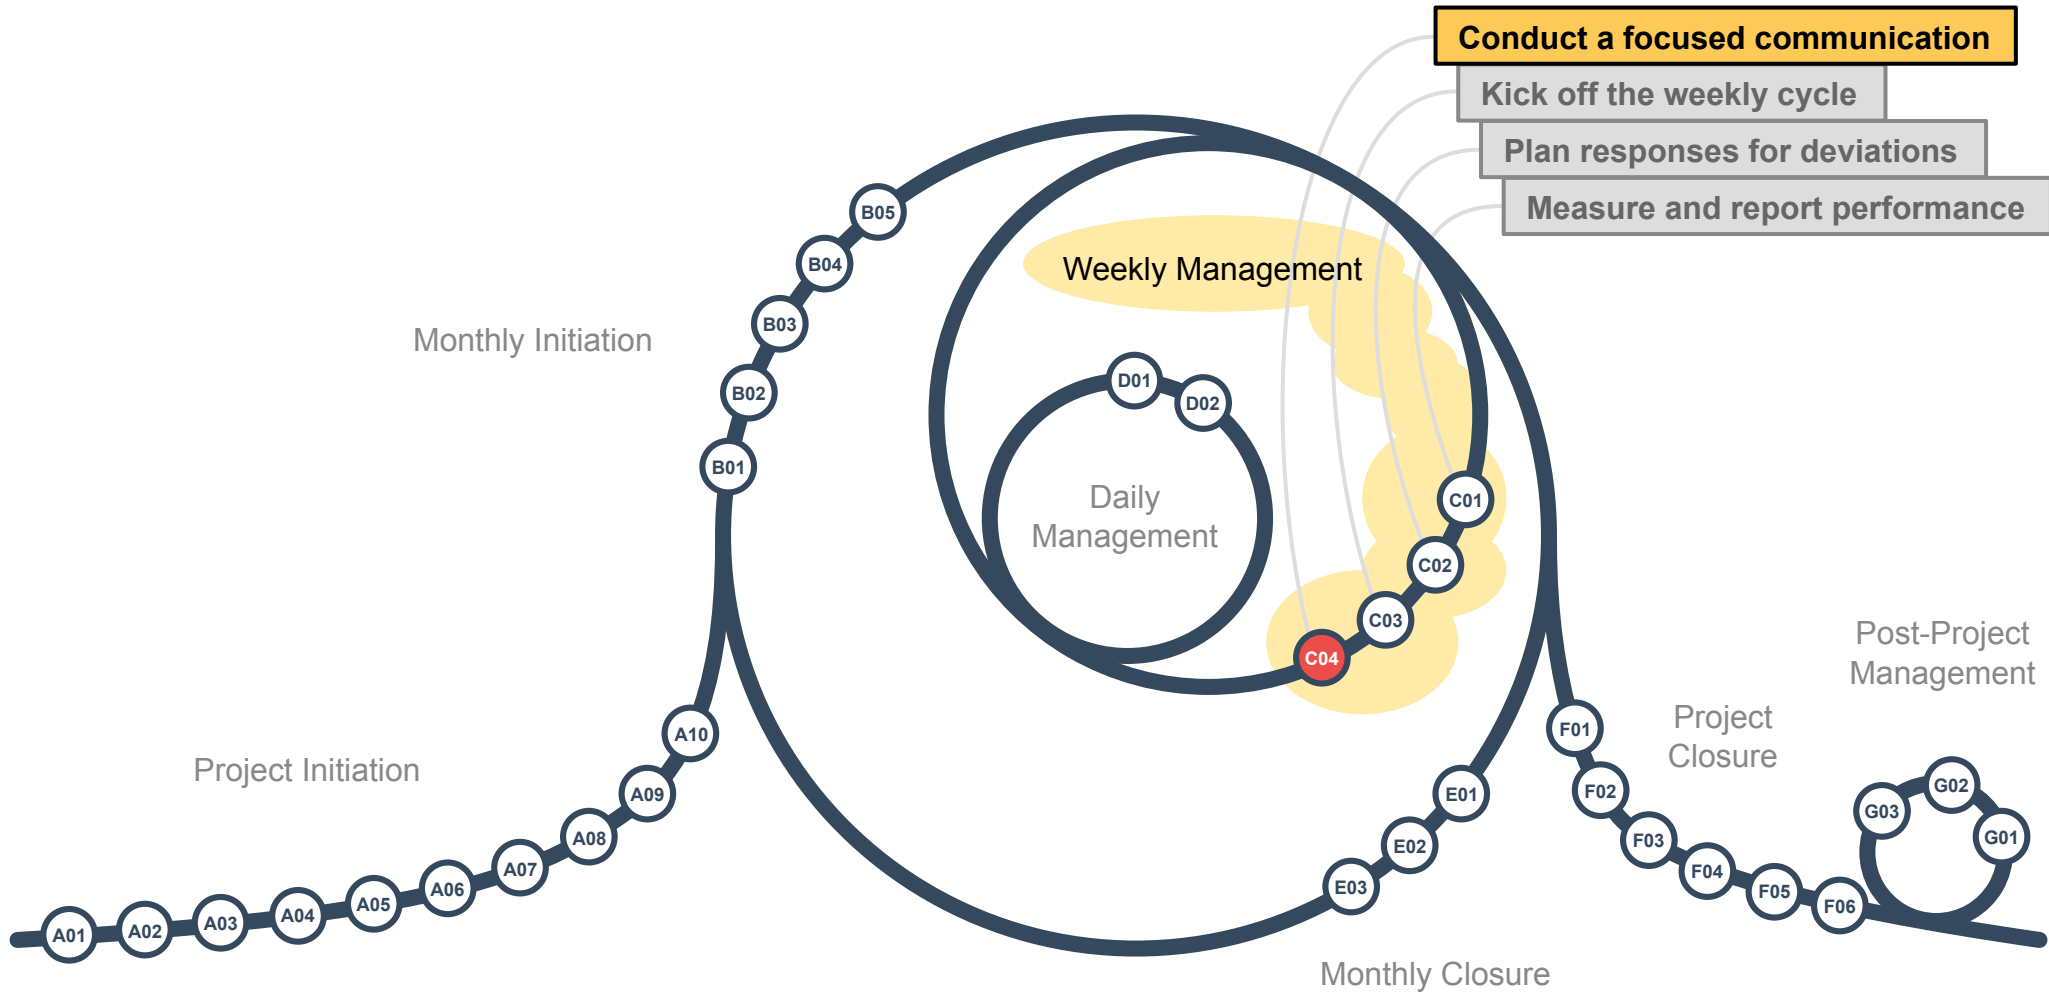 Conduct a focused communication
Kick off the weekly cycle
Plan responses for deviations
Measure and report performance
Weekly Management
Monthly Initiation
Daily
Management
Project Initiation
Post-Project
Management
Project
Closure
Monthly Closure
A01
A02
A03
A04
A05
A06
A07
A08
A09
A10
B01
B02
B03
B04
B05
C01
C02
C03
C04
D01
D02
E01
E02
E03
F01
F02
F03
F04
F05
F06
G01
G02
G03